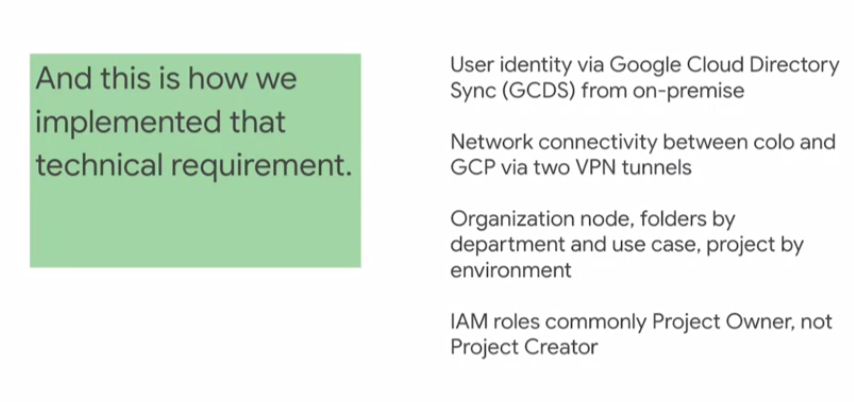 And this is how we
implemented that
technical requirement.
User identity via Google Cloud Directory
Sync (GCDS) from on-premise
Network connectivity between colo and
GCP via two VPN tunnels
Organization node, folders by
department and use case, project by
environment
IAM roles commonly Project Owner, not
Project Creator